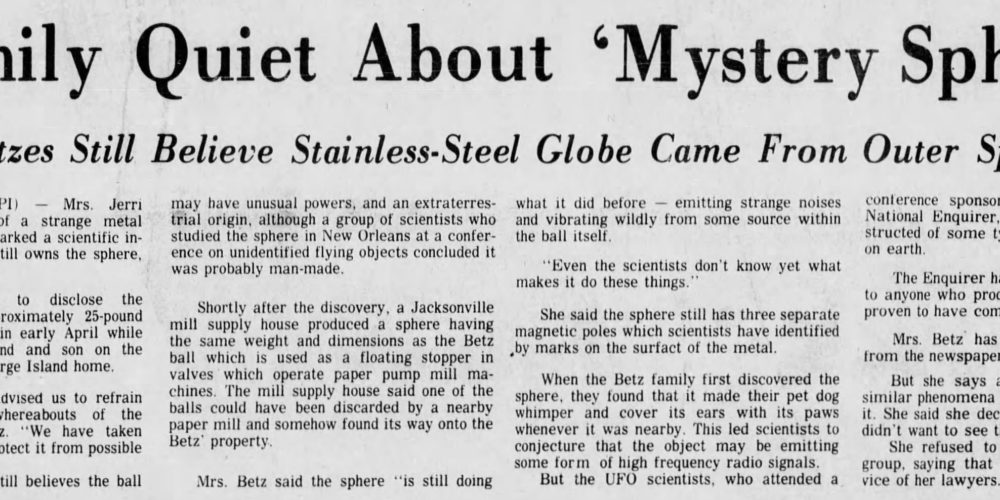 ily Quiet About ‘Mystery Sph
tzes Still Believe Stainless-Steel Globe Came From Outer Sp
PI) — Mrs. Jerri
of a strange metal
arked a scientific in-
till owns the sphere,
to disclose the
roximately 25-pound
in early April while
nd and son on the
rge Island home.
dvised us to refrain
whereabouts of the
z. "We have taken
otect it from possible
till believes the ball
may have unusual powers, and an extraterres-
trial origin, although a group of scientists who
studied the sphere in New Orleans at a confer-
ence on unidentified flying objects concluded it
was probably man-made.
Shortly after the discovery, a Jacksonville
mill supply house produced a sphere having
the same weight and dimensions as the Betz
ball which is used as a floating stopper in
valves which operate paper pump mill ma-
chines. The mill supply house said one of the
balls could have been discarded by a nearby
paper mill and somehow found its way onto the
Betz' property.
Mrs. Betz said the sphere "is still doing
what it did before — emitting strange noises
and vibrating wildly from some source within
the ball itself.
"Even the scientists don't know yet what
makes it do these things."
She said the sphere still has three separate
magnetic poles which scientists have identified
by marks on the surfact of the metal.
When the Betz family first discovered the
sphere, they found that it made their pet dog
whimper and cover its ears with its paws
whenever it was nearby. This led scientists to
conjecture that the object may be emitting
some form of high frequency radio signals.
But the UFO scientists, who attended a
conference sponsor
National Enquirer,
structed of some ty
on earth.
The Enquirer ha
to anyone who prod
proven to have com
Mrs. Betz has
from the newspaper
But she says a
similar phenomena
it. She said she dec
didn't want to see t
She refused to
group, saying that
vice of her lawyers.